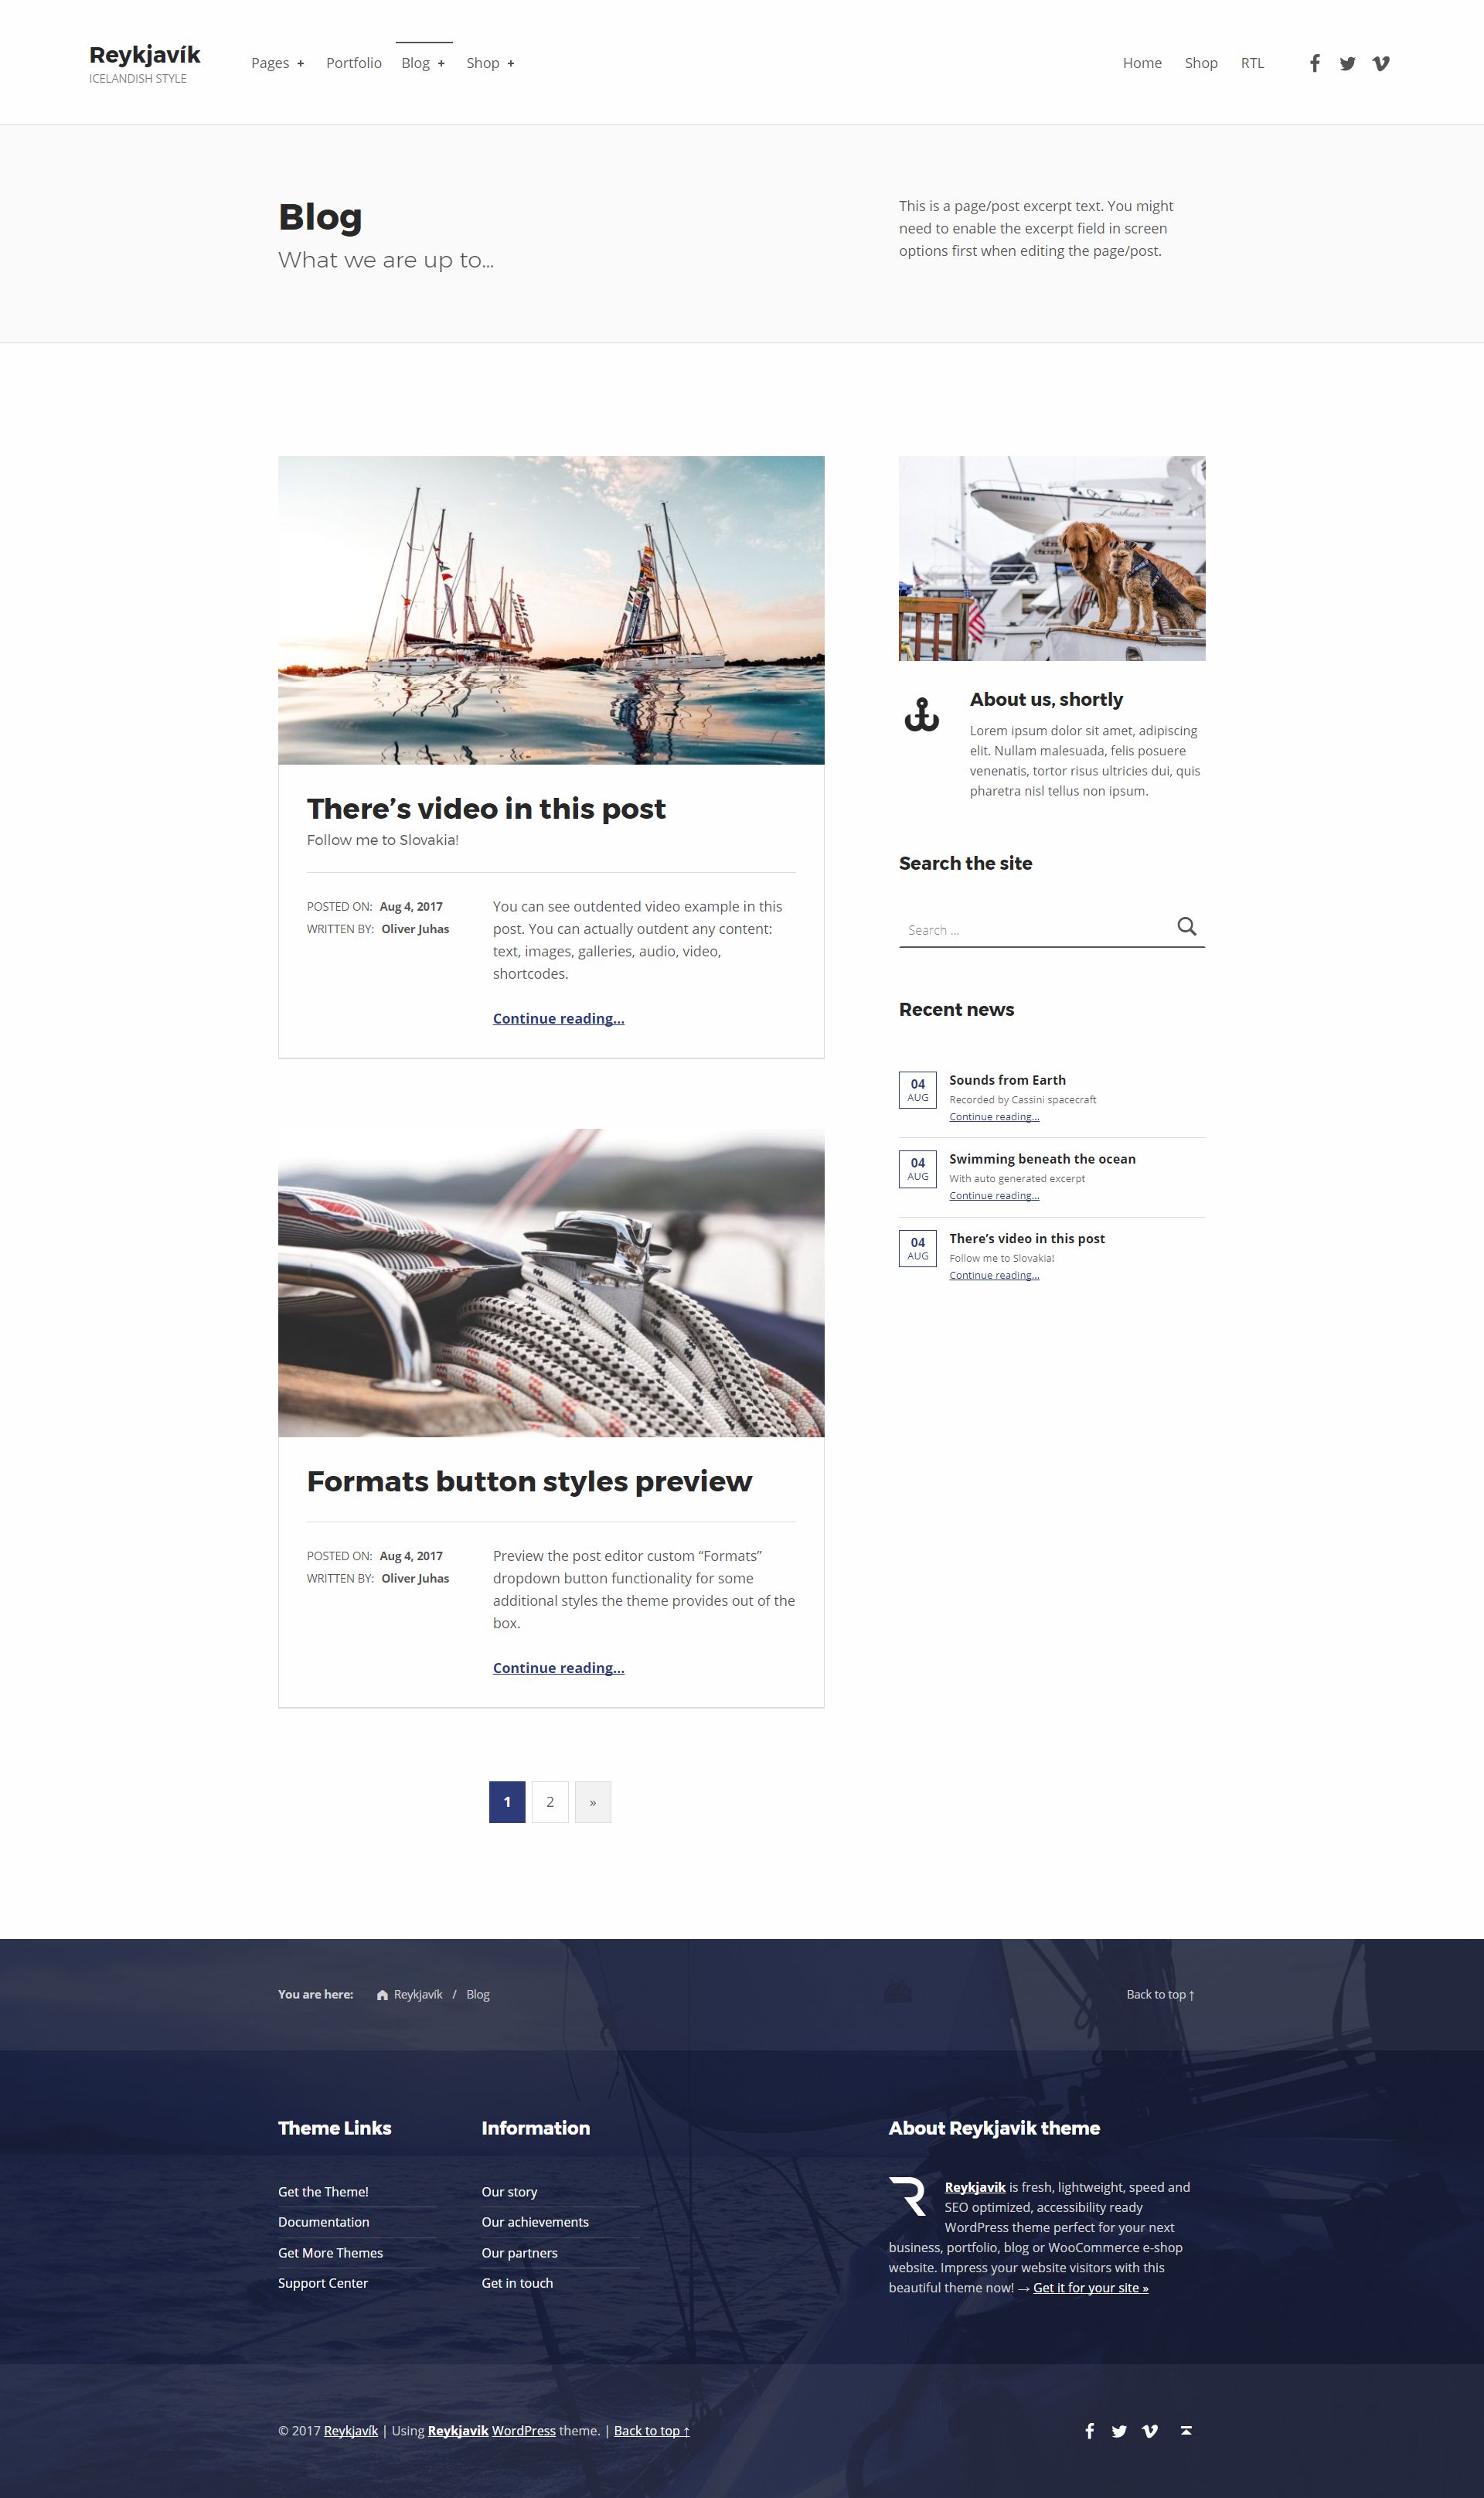 Reykjavík
ICELANDISH STYLE
Pages +
Portfolio
Blog +
Shop +
Home
Shop
RTL
Blog
What we are up to...
This is a page/post excerpt text. You might
need to enable the excerpt field in screen
options first when editing the page/post.
There’s video in this post
Follow me to Slovakia!
POSTED ON: Aug 4, 2017
WRITTEN BY: Oliver Juhas
You can see outdented video example in this
post. You can actually outdent any content:
text, images, galleries, audio, video,
shortcodes.
Continue reading…
Formats button styles preview
POSTED ON: Aug 4, 2017
WRITTEN BY: Oliver Juhas
Preview the post editor custom “Formats”
dropdown button functionality for some
additional styles the theme provides out of the
box.
Continue reading…
1
2
»
About us, shortly
Lorem ipsum dolor sit amet, adipiscing
elit. Nullam malesuada, felis posuere
venenatis, tortor risus ultricies dui, quis
pharetra nisl tellus non ipsum.
Search the site
Search …
Recent news
04
AUG
Sounds from Earth
Recorded by Cassini spacecraft
Continue reading…
04
AUG
Swimming beneath the ocean
With auto generated excerpt
Continue reading…
04
AUG
There’s video in this post
Follow me to Slovakia!
Continue reading…
You are here: Reykjavík / Blog
Back to top ↑
Theme Links
Get the Theme!
Documentation
Get More Themes
Support Center
Information
Our story
Our achievements
Our partners
Get in touch
About Reykjavik theme
Reykjavik is fresh, lightweight, speed and
SEO optimized, accessibility ready
WordPress theme perfect for your next
business, portfolio, blog or WooCommerce e-shop
website. Impress your website visitors with this
beautiful theme now! → Get it for your site »
© 2017 Reykjavík | Using Reykjavik WordPress theme. | Back to top ↑